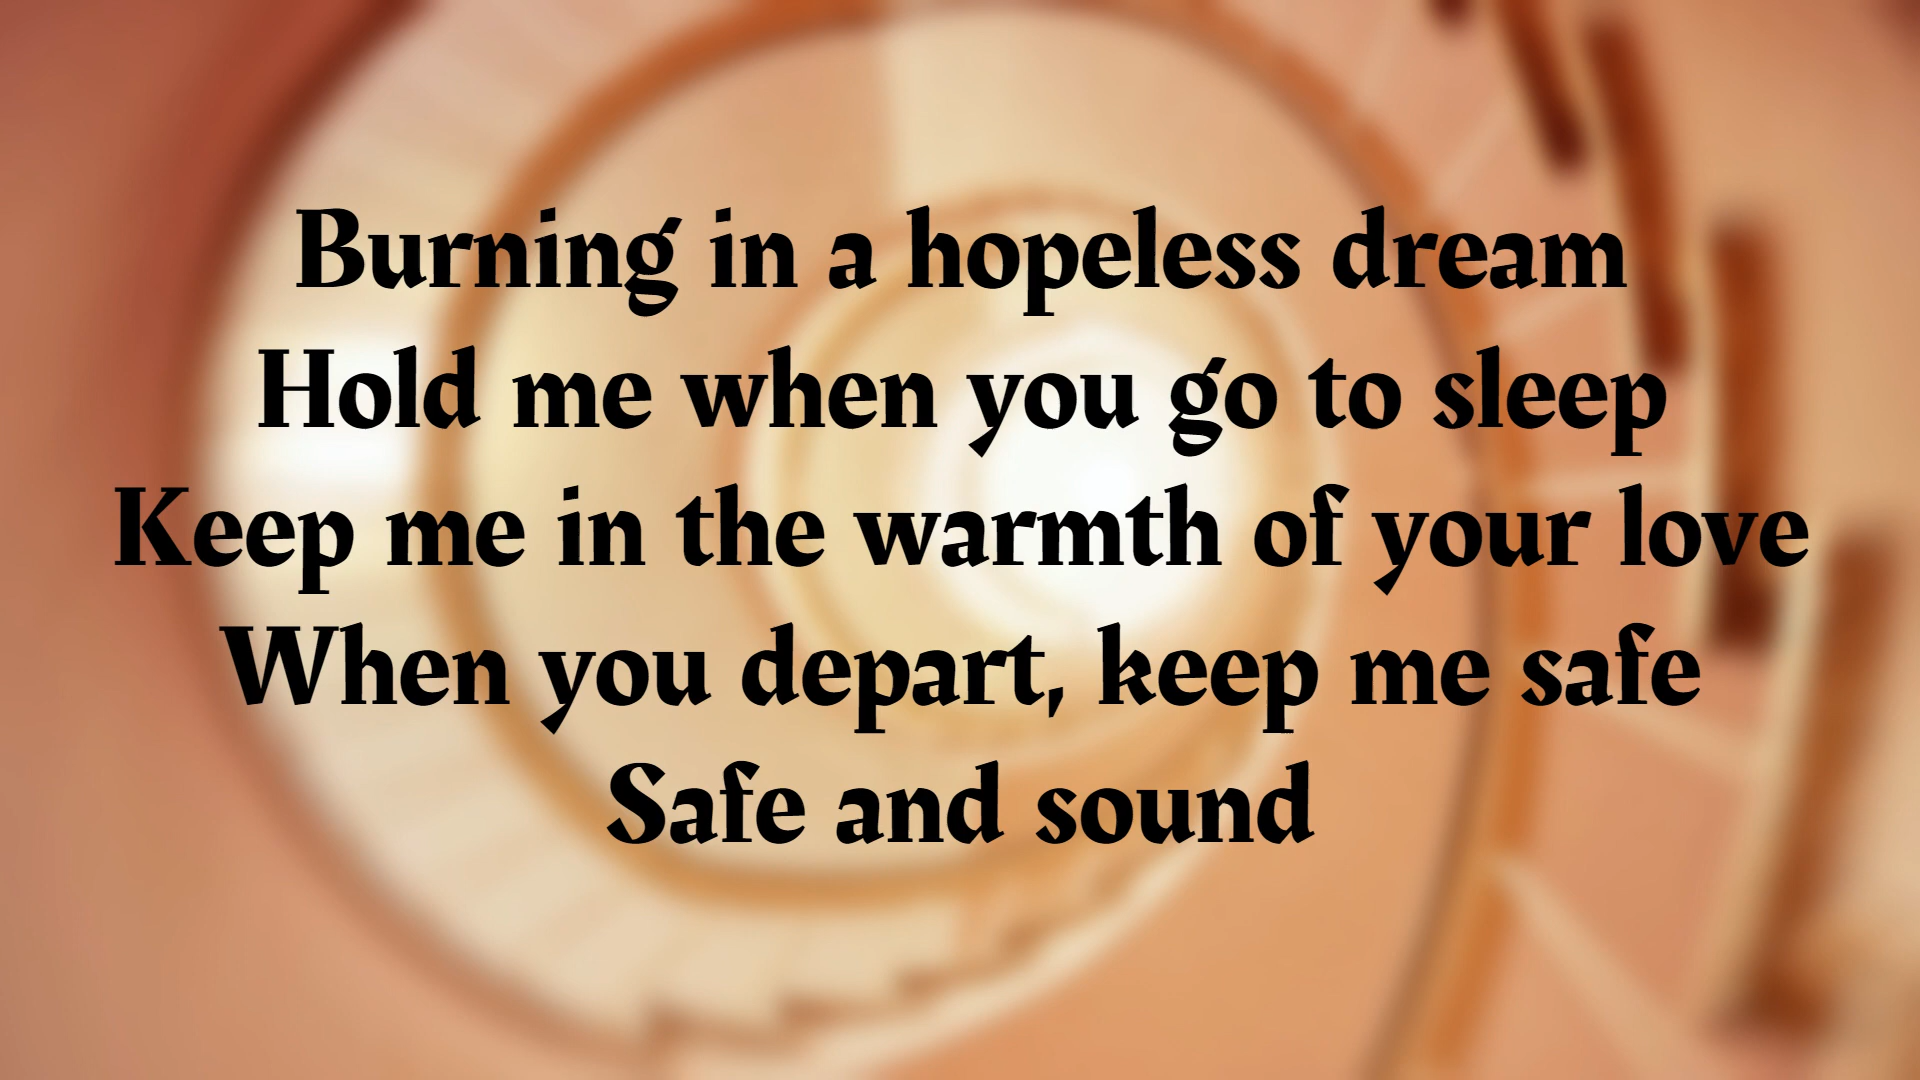 Burning in a hopeless dream
Hold me when you go to sleep
Keep me in the warmth of your love
When you depart, keep me safe
Safe and sound